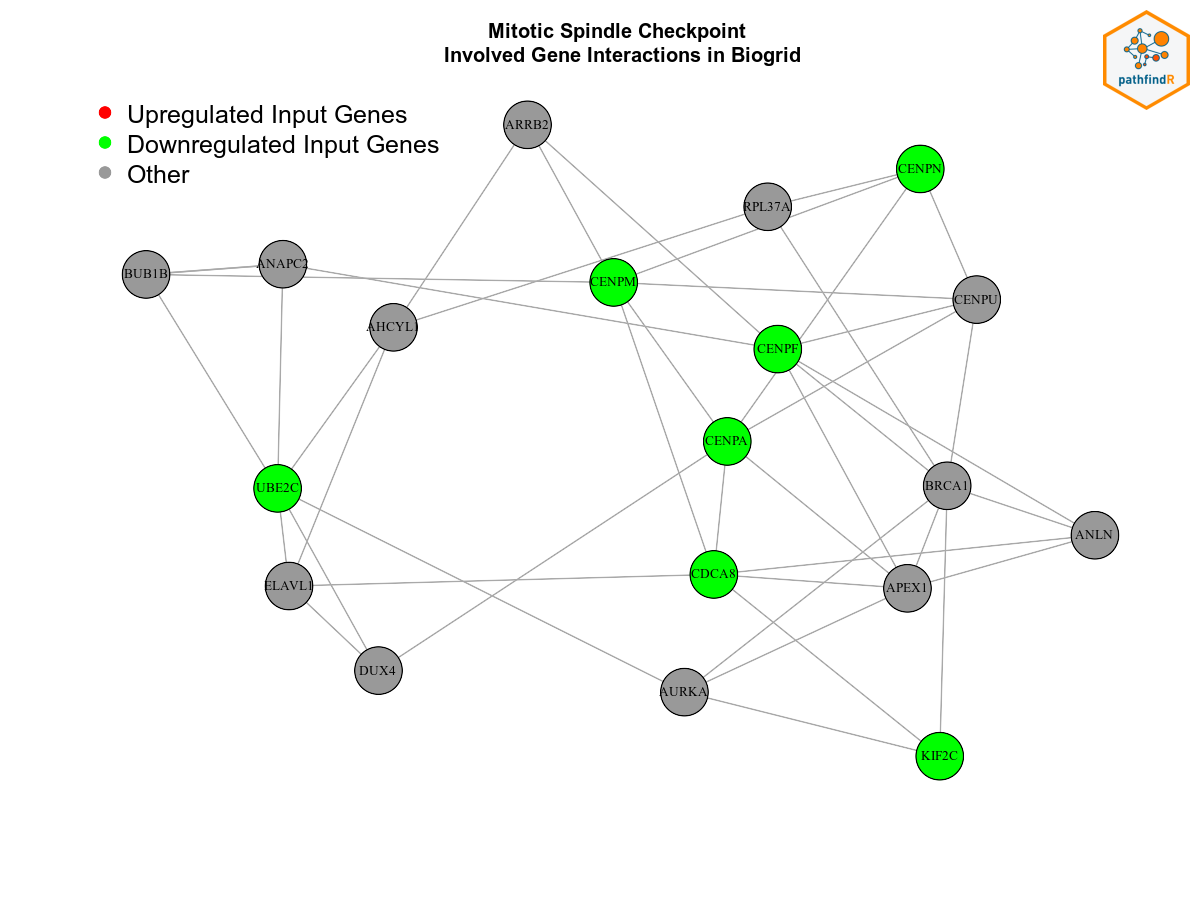 Mitotic Spindle Checkpoint
Involved Gene Interactions in Biogrid
pathfindR
Upregulated Input Genes
Downregulated Input Genes
Other
ARRB2
CENPN
RPL37A
ANAPC2
BUB1B
CENPM
CENPU
AHCYL1
CENPF
CENPA
UBE2C
BRCA1
ANLN
CDCA8
ELAVL1
APEX1
DUX4
AURKA
KIF2C